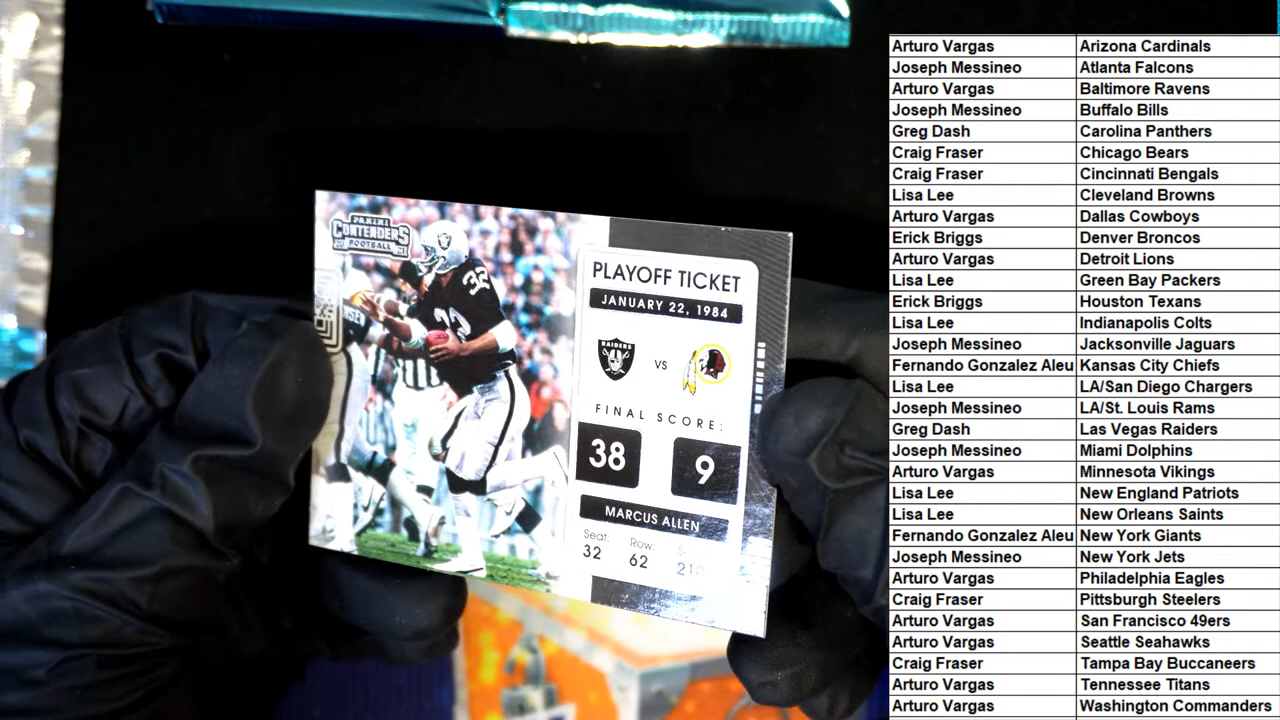 PANINI
CONTENDERS
20 FOOTBALL 21
32
PLAYOFF TICKET
JANUARY 22, 1984
RAIDERS
VS
FINAL SCORE:
38
9
MARCUS ALLEN
Seat: Row:
32 62
Arturo Vargas Arizona Cardinals
Joseph Messineo Atlanta Falcons
Arturo Vargas Baltimore Ravens
Joseph Messineo Buffalo Bills
Greg Dash Carolina Panthers
Craig Fraser Chicago Bears
Craig Fraser Cincinnati Bengals
Lisa Lee Cleveland Browns
Arturo Vargas Dallas Cowboys
Erick Briggs Denver Broncos
Arturo Vargas Detroit Lions
Lisa Lee Green Bay Packers
Erick Briggs Houston Texans
Lisa Lee Indianapolis Colts
Joseph Messineo Jacksonville Jaguars
Fernando Gonzalez Aleu Kansas City Chiefs
Lisa Lee LA/San Diego Chargers
Joseph Messineo LA/St. Louis Rams
Greg Dash Las Vegas Raiders
Joseph Messineo Miami Dolphins
Arturo Vargas Minnesota Vikings
Lisa Lee New England Patriots
Lisa Lee New Orleans Saints
Fernando Gonzalez Aleu New York Giants
Joseph Messineo New York Jets
Arturo Vargas Philadelphia Eagles
Craig Fraser Pittsburgh Steelers
Arturo Vargas San Francisco 49ers
Arturo Vargas Seattle Seahawks
Craig Fraser Tampa Bay Buccaneers
Arturo Vargas Tennessee Titans
Arturo Vargas Washington Commanders